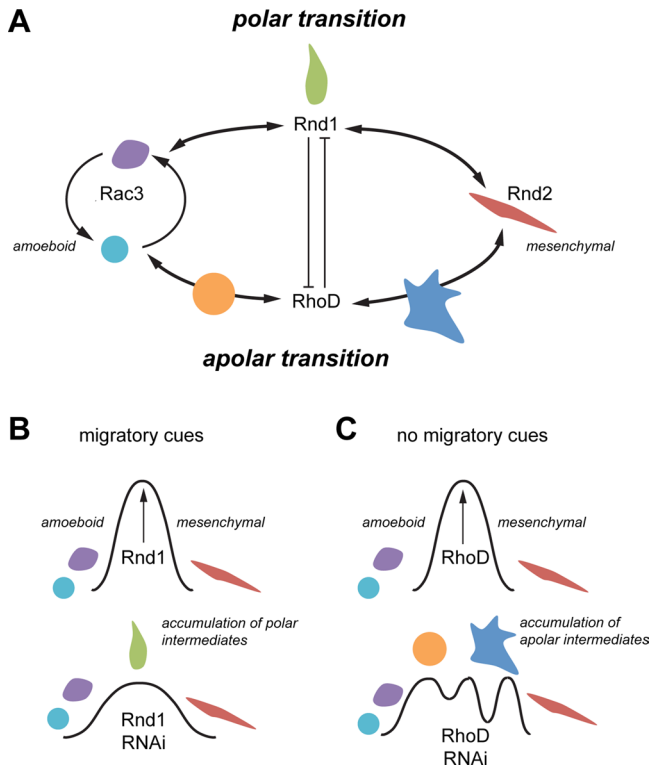 A
polar transition
Rnd1
Rac3
Rnd2
amoeboid
mesenchymal
RhoD
apolar transition
B
migratory cues
amoeboid
mesenchymal
Rnd1
accumulation of polar
intermediates
Rnd1
RNAi
C
no migratory cues
amoeboid
mesenchymal
RhoD
accumulation of
apolar intermediates
RhoD
RNAi